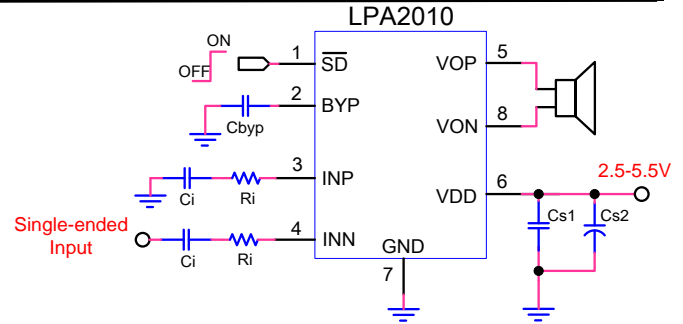 LPA2010
ON
OFF
1
SD
2
BYP
Cbyp
3
INP
Ci
Ri
Single-ended
Input
4
INN
Ci
Ri
GND
7
VOP
5
VON
8
VDD
6
2.5-5.5V
Cs1
Cs2